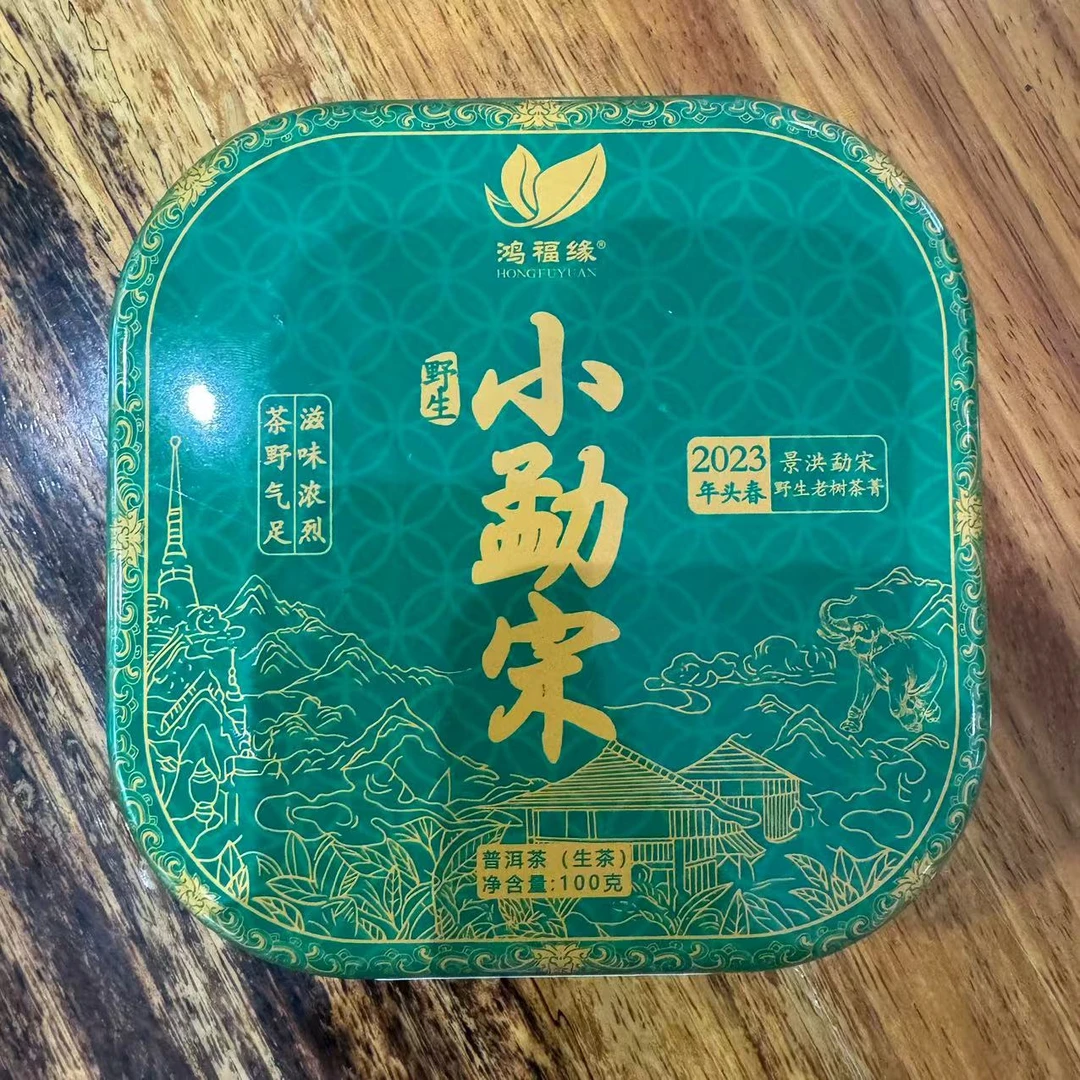 鸿福缘®
HONGFUYUAN
野生
小勐宋
滋味浓烈
茶野气足
2023
年头春
景洪勐宋
野生老树茶菁
普洱茶（生茶）
净含量:100克